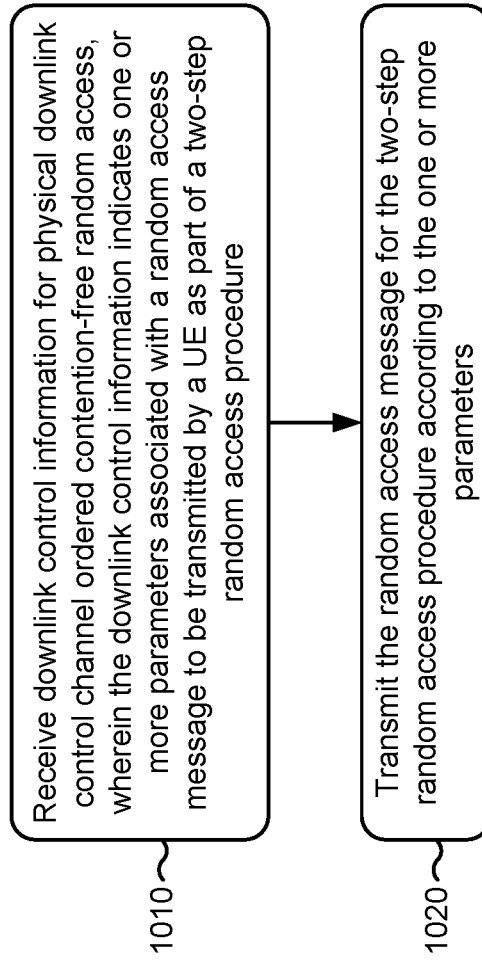 1010
Receive downlink control information for physical downlink
control channel ordered contention-free random access,
wherein the downlink control information indicates one or
more parameters associated with a random access
message to be transmitted by a UE as part of a two-step
random access procedure
1020
Transmit the random access message for the two-step
random access procedure according to the one or more
parameters